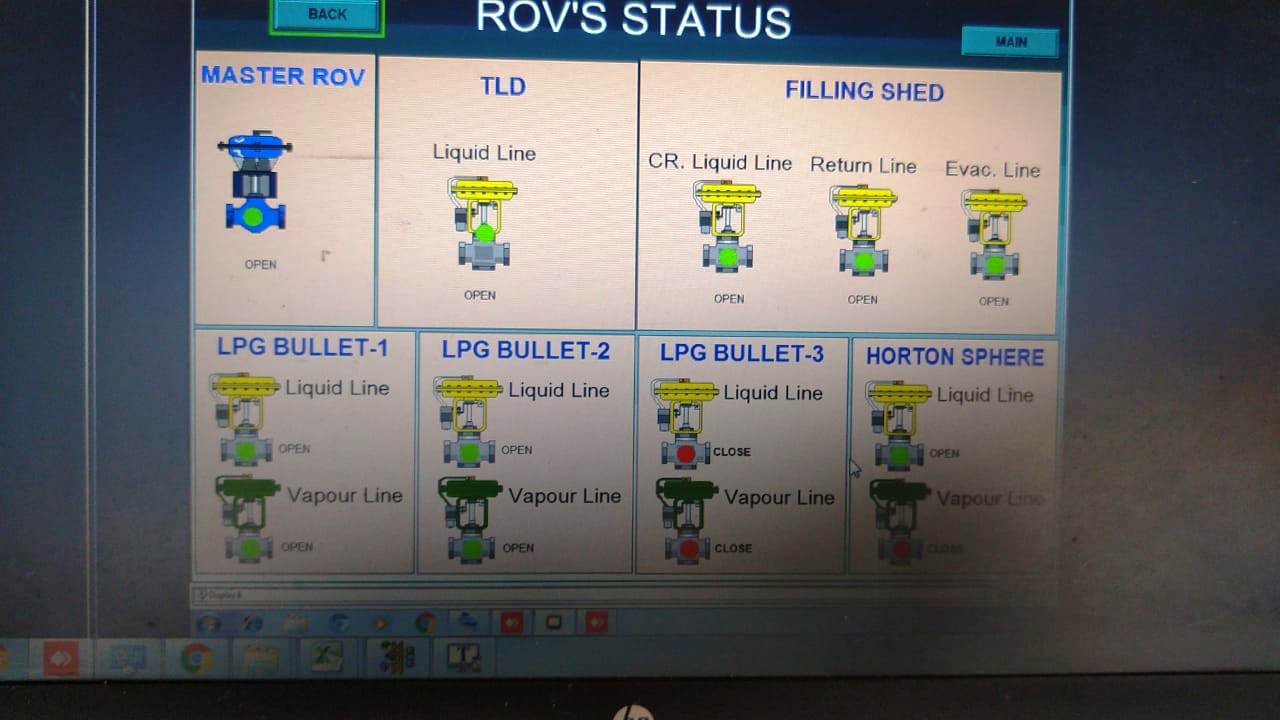 BACK
ROV'S STATUS
MAIN
MASTER ROV
OPEN
TLD
Liquid Line
OPEN
FILLING SHED
CR. Liquid Line
OPEN
Return Line
OPEN
Evac. Line
OPEN
LPG BULLET-1
Liquid Line
OPEN
Vapour Line
OPEN
LPG BULLET-2
Liquid Line
OPEN
Vapour Line
OPEN
LPG BULLET-3
Liquid Line
CLOSE
Vapour Line
CLOSE
HORTON SPHERE
Liquid Line
OPEN
Vapour Line
CLOSE
hp